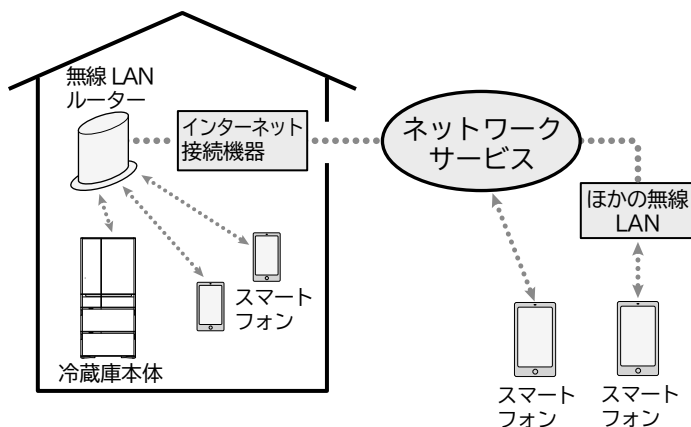 無線 LAN
ルーター
インターネット
接続機器
ネットワーク
サービス
ほかの無線
LAN
スマート
フォン
冷蔵庫本体
スマート
フォン
スマート
フォン